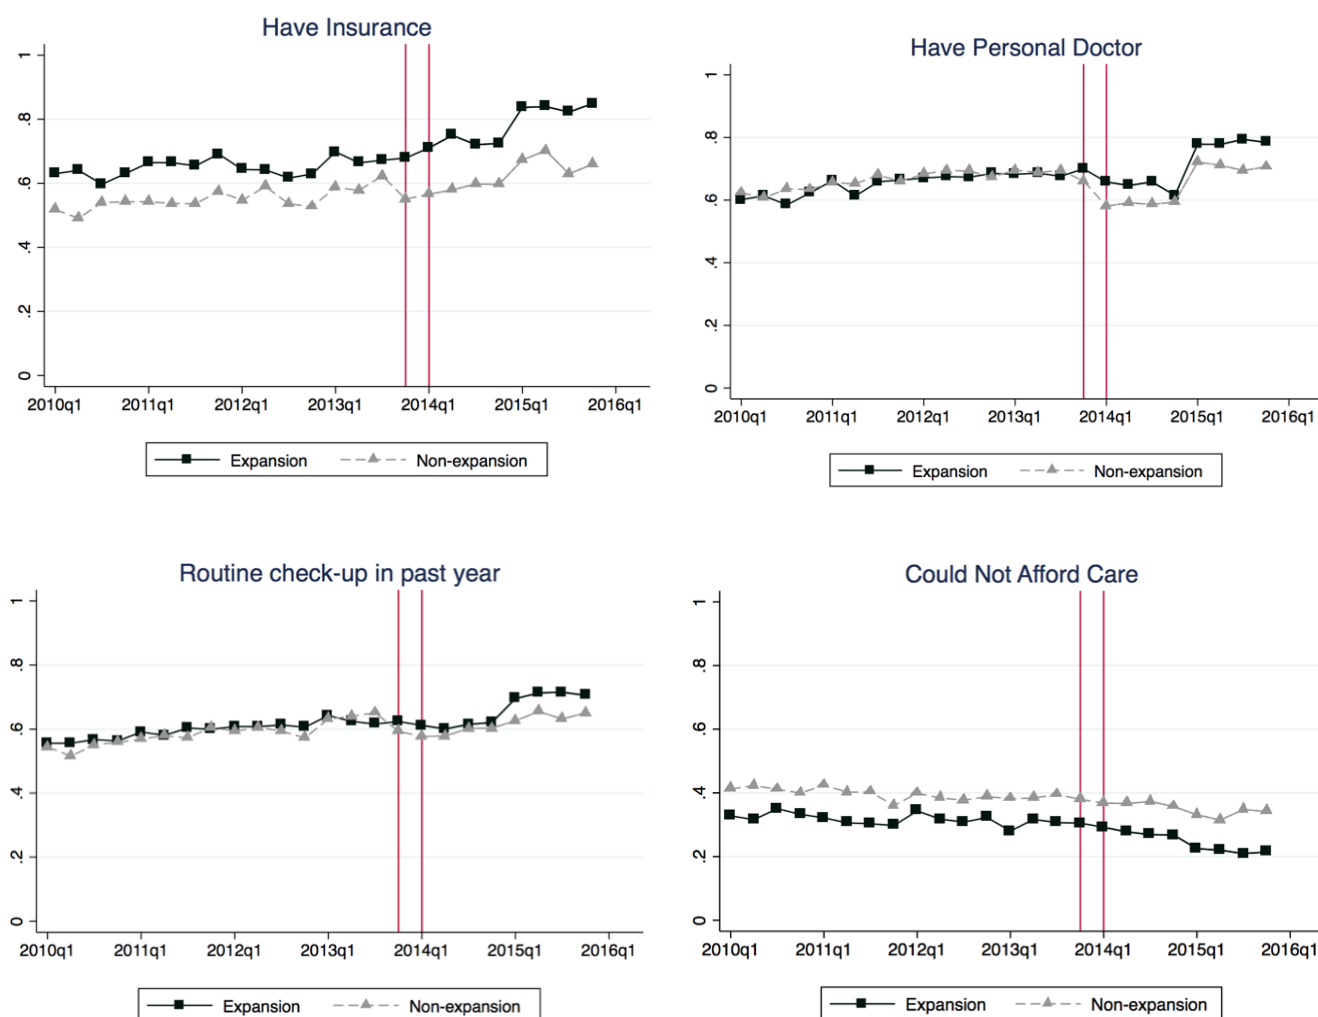 Have Insurance
1
.8
.6
.4
.2
0
2010q1 2011q1 2012q1 2013q1 2014q1 2015q1 2016q1
Expansion Non-expansion
Have Personal Doctor
1
.8
.6
.4
.2
0
2010q1 2011q1 2012q1 2013q1 2014q1 2015q1 2016q1
Expansion Non-expansion
Routine check-up in past year
1
.8
.6
.4
.2
0
2010q1 2011q1 2012q1 2013q1 2014q1 2015q1 2016q1
Expansion Non-expansion
Could Not Afford Care
1
.8
.6
.4
.2
0
2010q1 2011q1 2012q1 2013q1 2014q1 2015q1 2016q1
Expansion Non-expansion